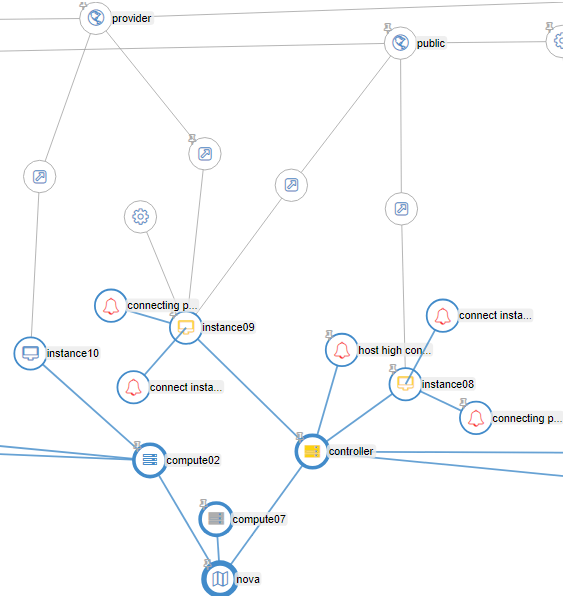 provider
public
connecting p...
instance09
connect insta...
host high con...
instance10
connect insta...
instance08
connecting p...
controller
compute02
compute07
nova